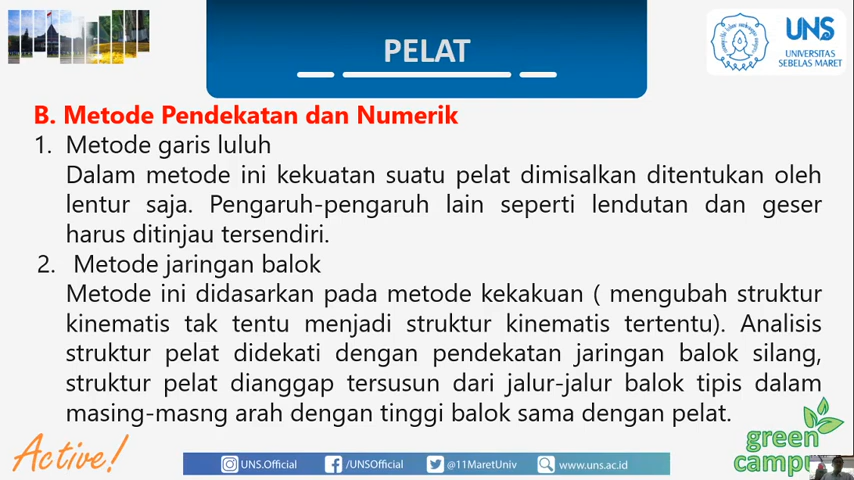 PELAT
UNS
UNIVERSITAS
SEBELAS MARET
B. Metode Pendekatan dan Numerik
1. Metode garis luluh
Dalam metode ini kekuatan suatu pelat dimisalkan ditentukan oleh
lentur saja. Pengaruh-pengaruh lain seperti lendutan dan geser
harus ditinjau tersendiri.
2. Metode jaringan balok
Metode ini didasarkan pada metode kekakuan ( mengubah struktur
kinematis tak tentu menjadi struktur kinematis tertentu). Analisis
struktur pelat didekati dengan pendekatan jaringan balok silang,
struktur pelat dianggap tersusun dari jalur-jalur balok tipis dalam
masing-masng arah dengan tinggi balok sama dengan pelat.
Active!
UNS.Official
/UNSOfficial
@11MaretUniv
www.uns.ac.id
green